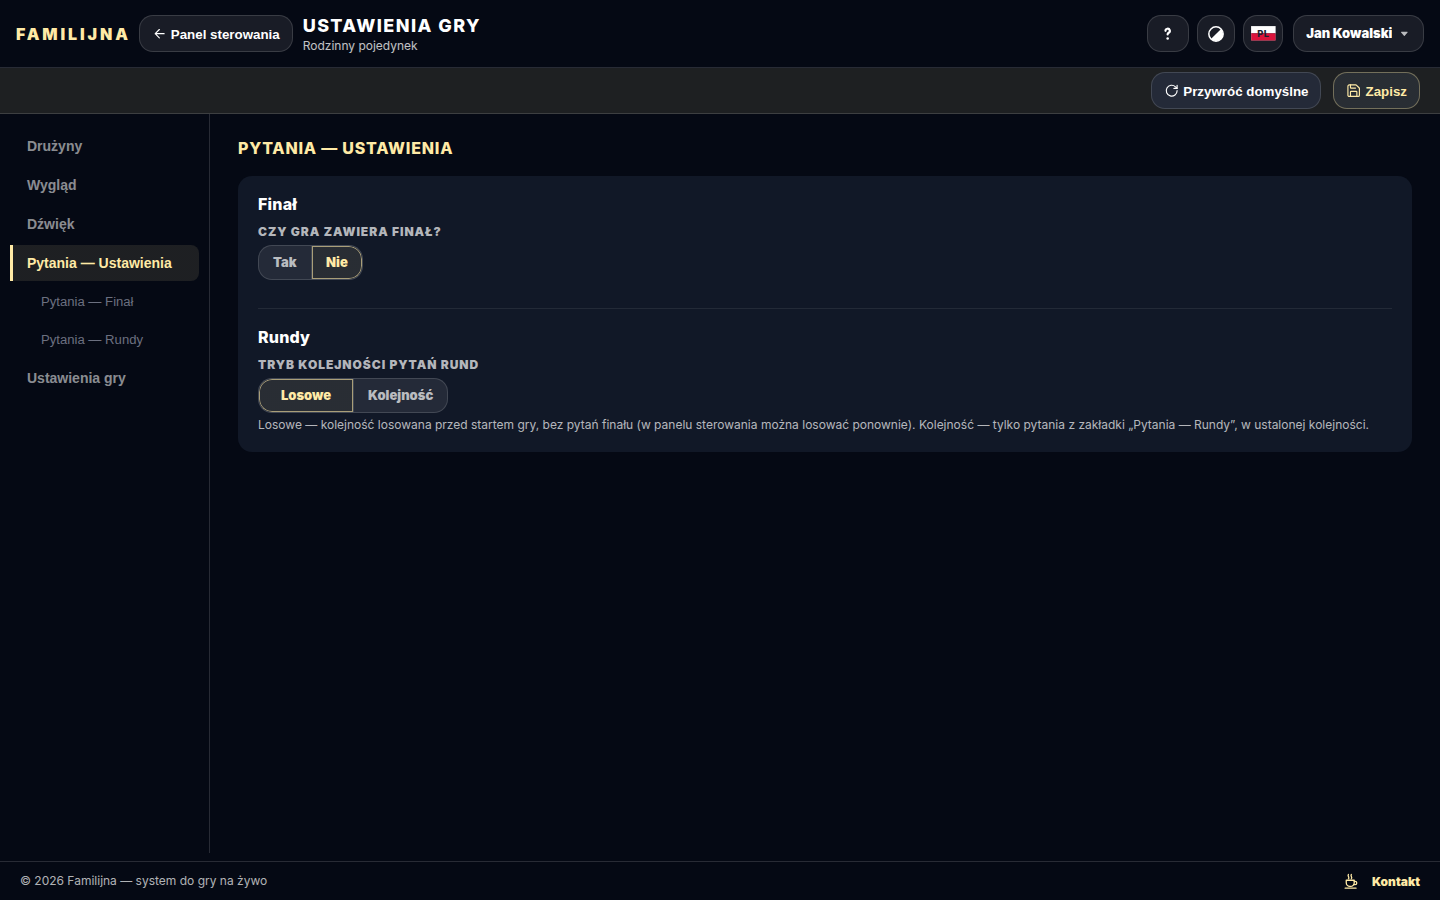 FAMILIJNA
← Panel sterowania
USTAWIENIA GRY
Rodzinny pojedynek
?
PL
Jan Kowalski
Przywróć domyślne
Zapisz
Drużyny
Wygląd
Dźwięk
Pytania — Ustawienia
Pytania — Finał
Pytania — Rundy
Ustawienia gry
PYTANIA — USTAWIENIA
Finał
CZY GRA ZAWIERA FINAŁ?
Tak Nie
Rundy
TRYB KOLEJNOŚCI PYTAŃ RUND
Losowe Kolejność
Losowe — kolejność losowana przed startem gry, bez pytań finału (w panelu sterowania można losować ponownie). Kolejność — tylko pytania z zakładki „Pytania — Rundy”, w ustalonej kolejności.
© 2026 Familijna — system do gry na żywo
Kontakt